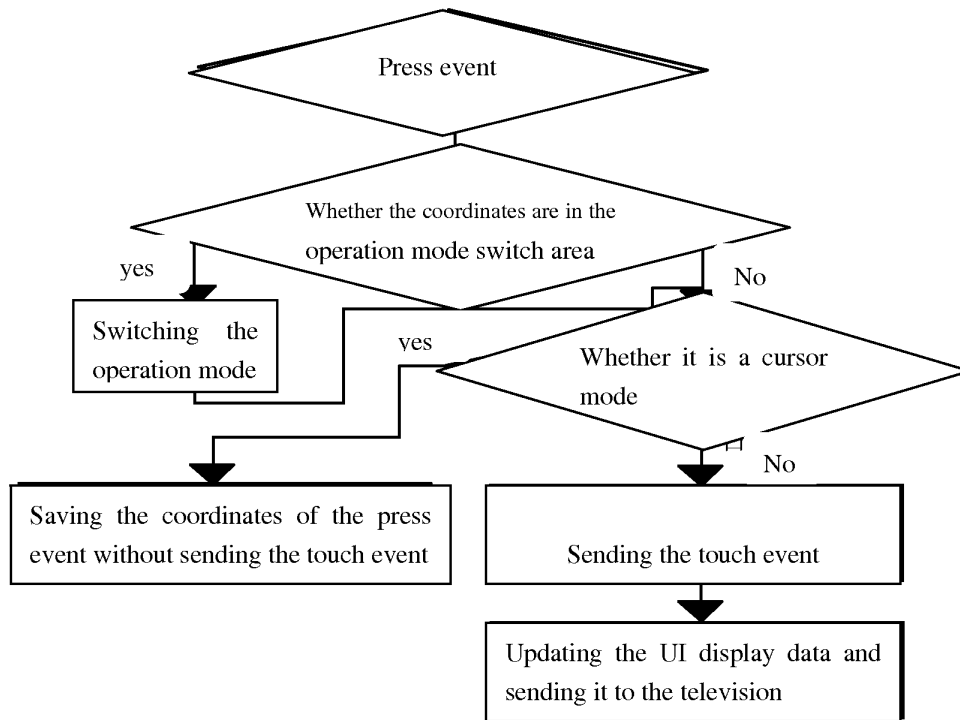 Press event
Whether the coordinates are in the
operation mode switch area
yes
No
Switching the
operation mode
yes
Whether it is a cursor
mode
No
Saving the coordinates of the press
event without sending the touch event
Sending the touch event
Updating the UI display data and
sending it to the television